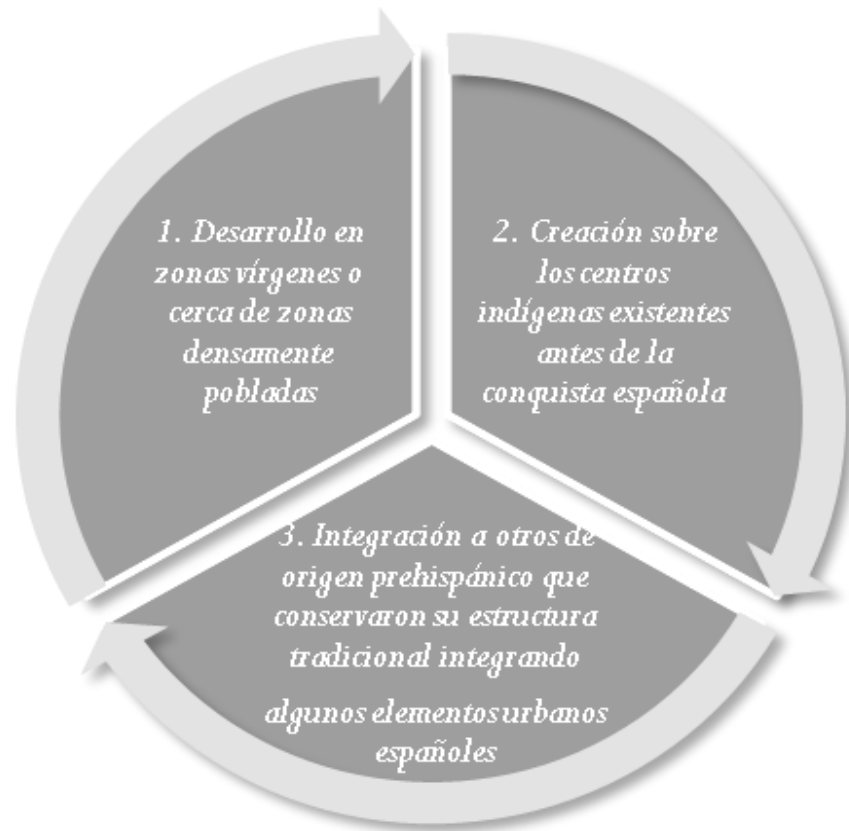 1. Desarrollo en
zonas vírgenes o
cerca de zonas
densamente
pobladas
2. Creación sobre
los centros
indígenas existentes
antes de la
conquista española
3. Integración a otros de
origen prehispánico que
conservaron su estructura
tradicional integrando
algunos elementos urbanos
españoles